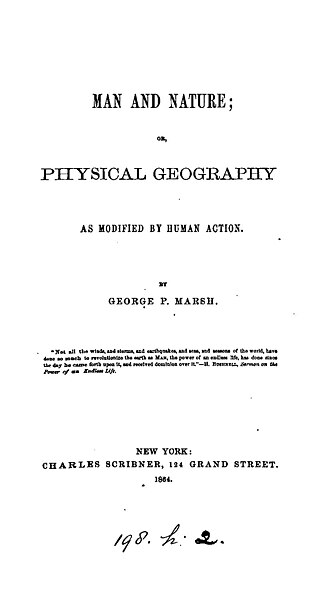 MAN AND NATURE;
OR,
PHYSICAL GEOGRAPHY
AS MODIFIED BY HUMAN ACTION.
BY
GEORGE P. MARSH.
"Not all the winds, and storms, and earthquakes, and seas, and seasons of the world, have
done so much to revolutionize the earth as MAN, the power of an endless life, has done since
the day he came forth upon it, and received dominion over it."—H. BUSHNELL, Sermon on the
Power of an Endless Life.
NEW YORK:
CHARLES SCRIBNER, 124 GRAND STREET.
1864.
198. h: 2.